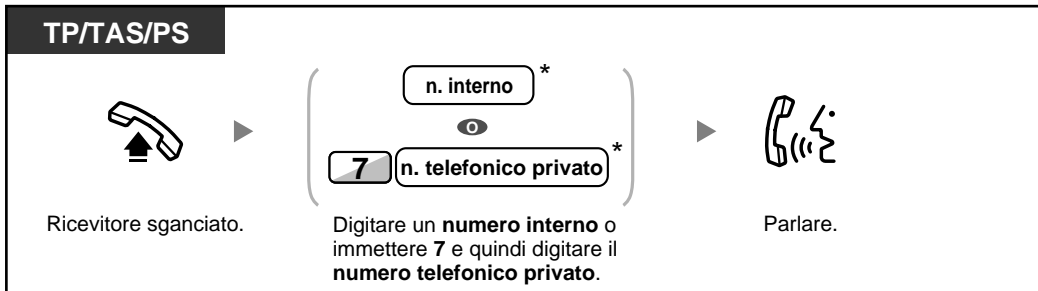 TP/TAS/PS
n. interno *
o
7 n. telefonico privato *
Ricevitore sganciato.
Digitare un numero interno o
immettere 7 e quindi digitare il
numero telefonico privato.
Parlare.